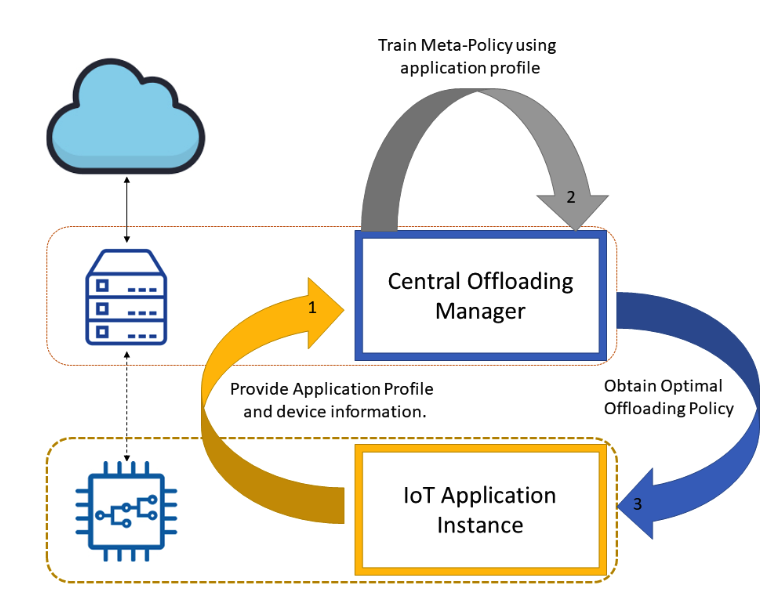 Train Meta-Policy using
application profile
2
Central Offloading
Manager
1
Provide Application Profile
and device information.
Obtain Optimal
Offloading Policy
IoT Application
Instance
3